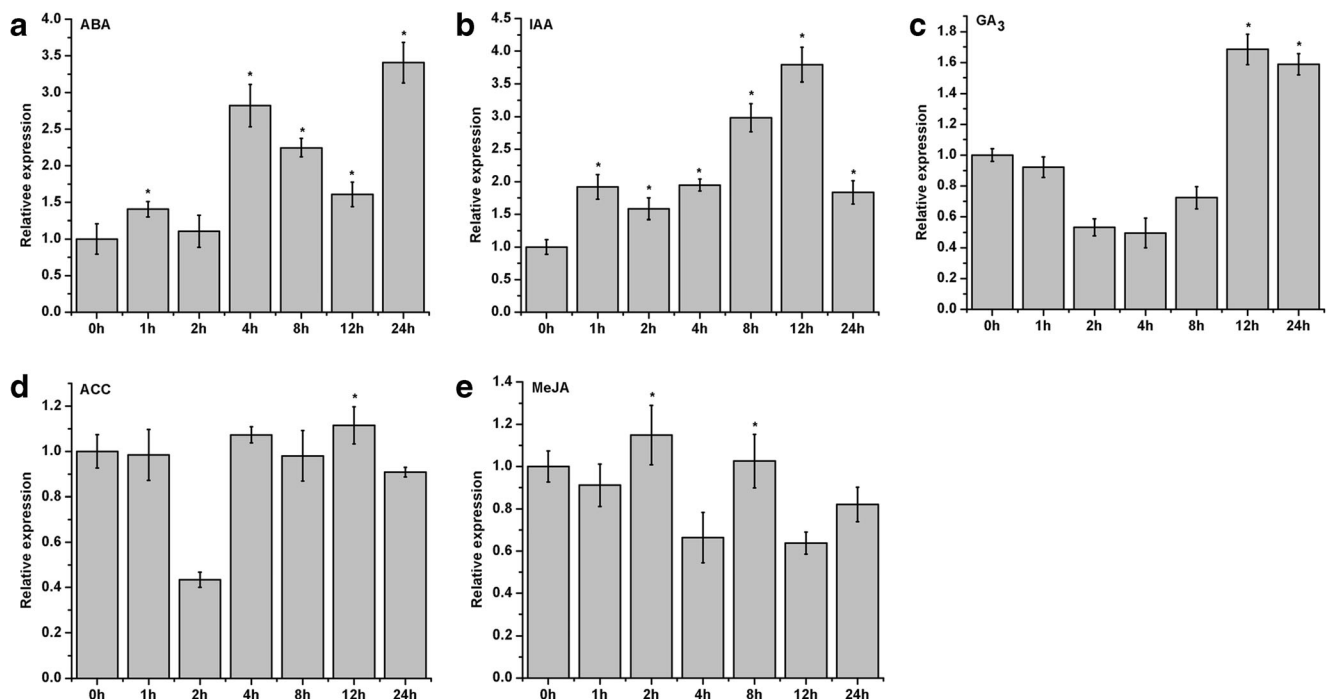 a
ABA
Relativee expression
4.0
3.5
3.0
2.5
2.0
1.5
1.0
0.5
0.0
* * * * *
0h 1h 2h 4h 8h 12h 24h
b
IAA
Relative expression
4.5
4.0
3.5
3.0
2.5
2.0
1.5
1.0
0.5
0.0
* * * * * *
0h 1h 2h 4h 8h 12h 24h
c
GA3
Relative expression
1.6
1.4
1.2
1.0
0.8
0.6
0.4
0.2
0.0
* *
0h 1h 2h 4h 8h 12h 24h
d
ACC
Relative expression
1.2
1.0
0.8
0.6
0.4
0.2
0.0
*
0h 1h 2h 4h 8h 12h 24h
e
MeJA
Relative expression
1.4
1.2
1.0
0.8
0.6
0.4
0.2
0.0
* *
0h 1h 2h 4h 8h 12h 24h